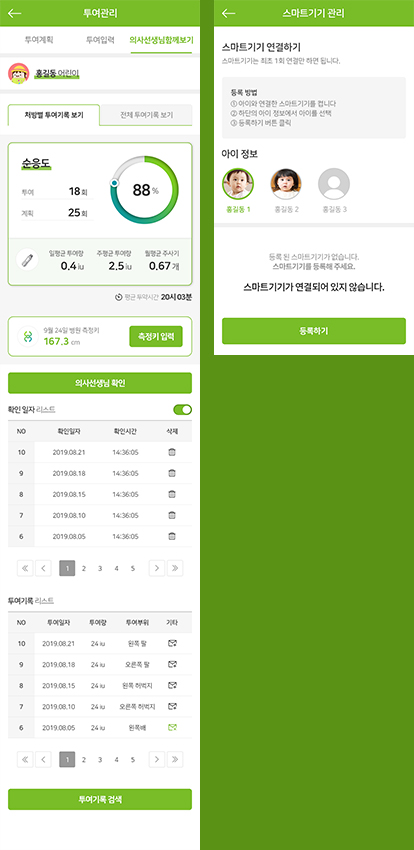 투여관리
투여계획 투여입력 의사선생님함께보기
홍길동 어린이
처방별 투여기록 보기 전체 투여기록 보기
순응도
투여 18 회
계획 25 회
88 %
일평균 투여량 주평균 투여량 월평균 주사기
0.4 iu 2.5 iu 0.67 개
평균 투약시간 20시 03분
9월 24일 병원 측정키
167.3 cm
측정키 입력
의사선생님 확인
확인 일자 리스트
NO 확인일자 확인시간 삭제
10 2019.08.21 14:36:05
9 2019.08.18 14:36:05
8 2019.08.15 14:36:05
7 2019.08.10 14:36:05
6 2019.08.05 14:36:05
1 2 3 4 5
투여기록 리스트
NO 투여일자 투여량 투여부위 기타
10 2019.08.21 24 iu 왼쪽 팔
9 2019.08.18 24 iu 오른쪽 팔
8 2019.08.15 24 iu 왼쪽 허벅지
7 2019.08.10 24 iu 오른쪽 허벅지
6 2019.08.05 24 iu 왼쪽배
1 2 3 4 5
투여기록 검색
스마트기기 관리
스마트기기 연결하기
스마트기기는 최초 1회 연결만 하면 됩니다.
등록 방법
① 아이와 연결한 스마트기기를 켭니다
② 하단의 아이 정보에서 아이를 선택
③ 등록하기 버튼 클릭
아이 정보
홍길동 1 홍길동 2 홍길동 3
등록 된 스마트기기가 없습니다.
스마트기기를 등록해 주세요.
스마트기기가 연결되어 있지 않습니다.
등록하기